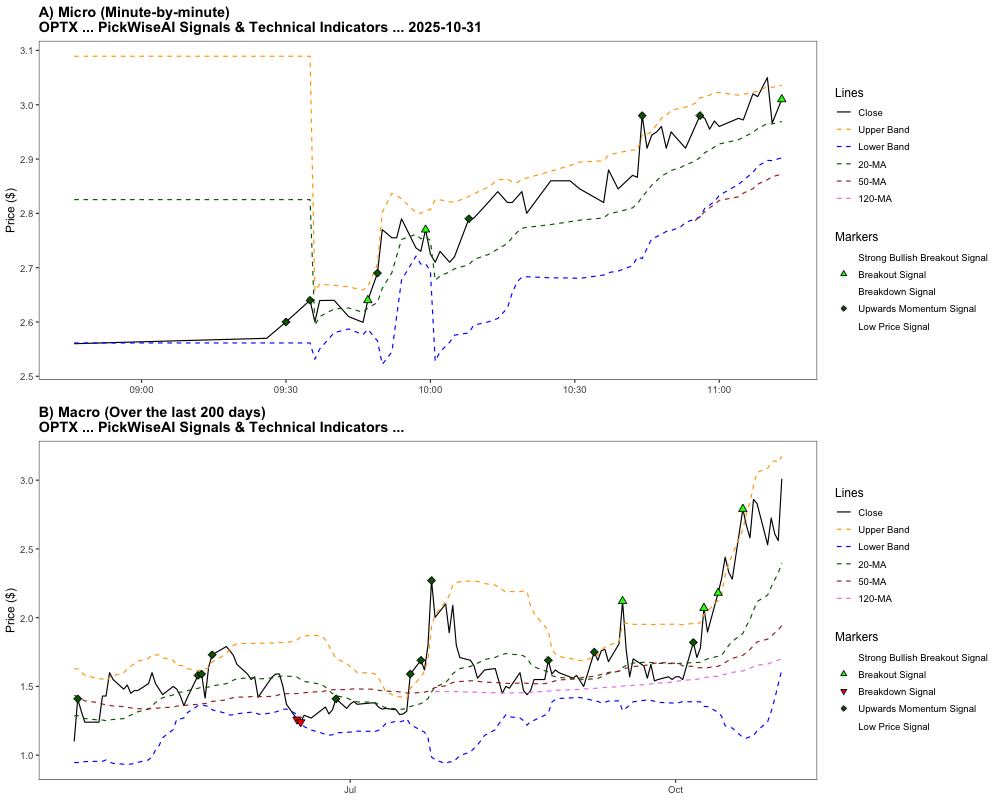 A) Micro (Minute-by-minute)
OPTX ... PickWiseAI Signals & Technical Indicators ... 2025-10-31
Price ($)
3.1
3.0
2.9
2.8
2.7
2.6
2.5
09:00
09:30
10:00
10:30
11:00
Lines
Close
Upper Band
Lower Band
20-MA
50-MA
120-MA
Markers
Strong Bullish Breakout Signal
Breakout Signal
Breakdown Signal
Upwards Momentum Signal
Low Price Signal
B) Macro (Over the last 200 days)
OPTX ... PickWiseAI Signals & Technical Indicators ...
Price ($)
3.0
2.5
2.0
1.5
1.0
Jul
Oct
Lines
Close
Upper Band
Lower Band
20-MA
50-MA
120-MA
Markers
Strong Bullish Breakout Signal
Breakout Signal
Breakdown Signal
Upwards Momentum Signal
Low Price Signal